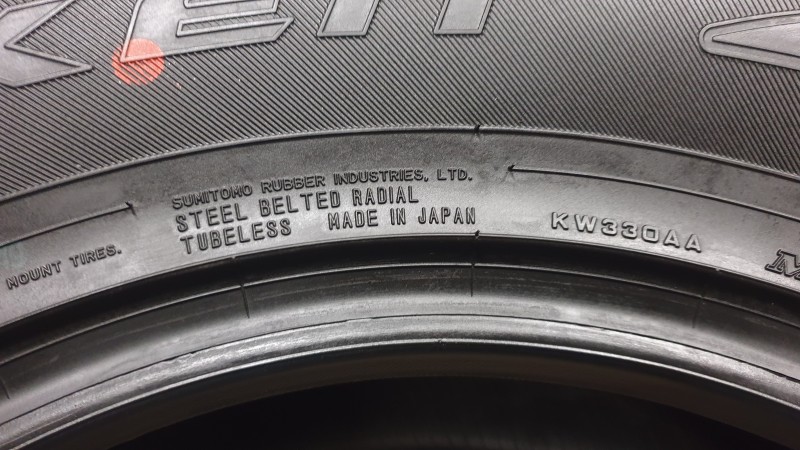 MOUNT TIRES.
SUMITOMO RUBBER INDUSTRIES, LTD.
STEEL BELTED RADIAL
TUBELESS MADE IN JAPAN
KW330AA